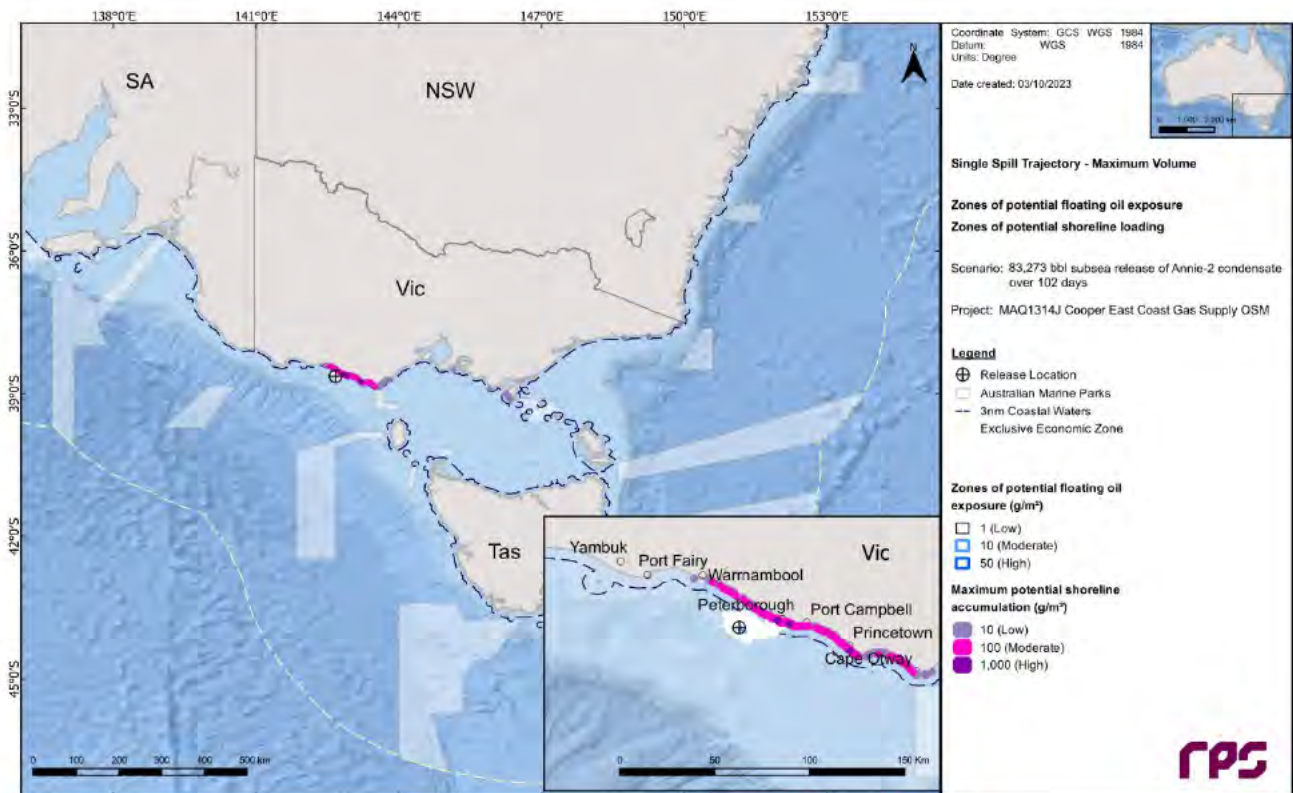 138°0'E 141°0'E 144°0'E 147°0'E 150°0'E 153°0'E
33°0'S
36°0'S
39°0'S
42°0'S
45°0'S
SA
NSW
Vic
Tas
N
0 100 200 300 400 500 km
Yambuk
Port Fairy
Warrnambool
Vic
Peterborough
Port Campbell
Princetown
Cape Otway
0 50 100 150 Km
Coordinate System: GCS WGS 1984
Datum: WGS 1984
Units: Degree
Date created: 03/10/2023
0 1,000 2,000 km
Single Spill Trajectory - Maximum Volume
Zones of potential floating oil exposure
Zones of potential shoreline loading
Scenario: 83,273 bbl subsea release of Annie-2 condensate
over 102 days
Project: MAQ1314J Cooper East Coast Gas Supply OSM
Legend
Release Location
Australian Marine Parks
3nm Coastal Waters
Exclusive Economic Zone
Zones of potential floating oil
exposure (g/m²)
1 (Low)
10 (Moderate)
50 (High)
Maximum potential shoreline
accumulation (g/m²)
10 (Low)
100 (Moderate)
1,000 (High)
rps